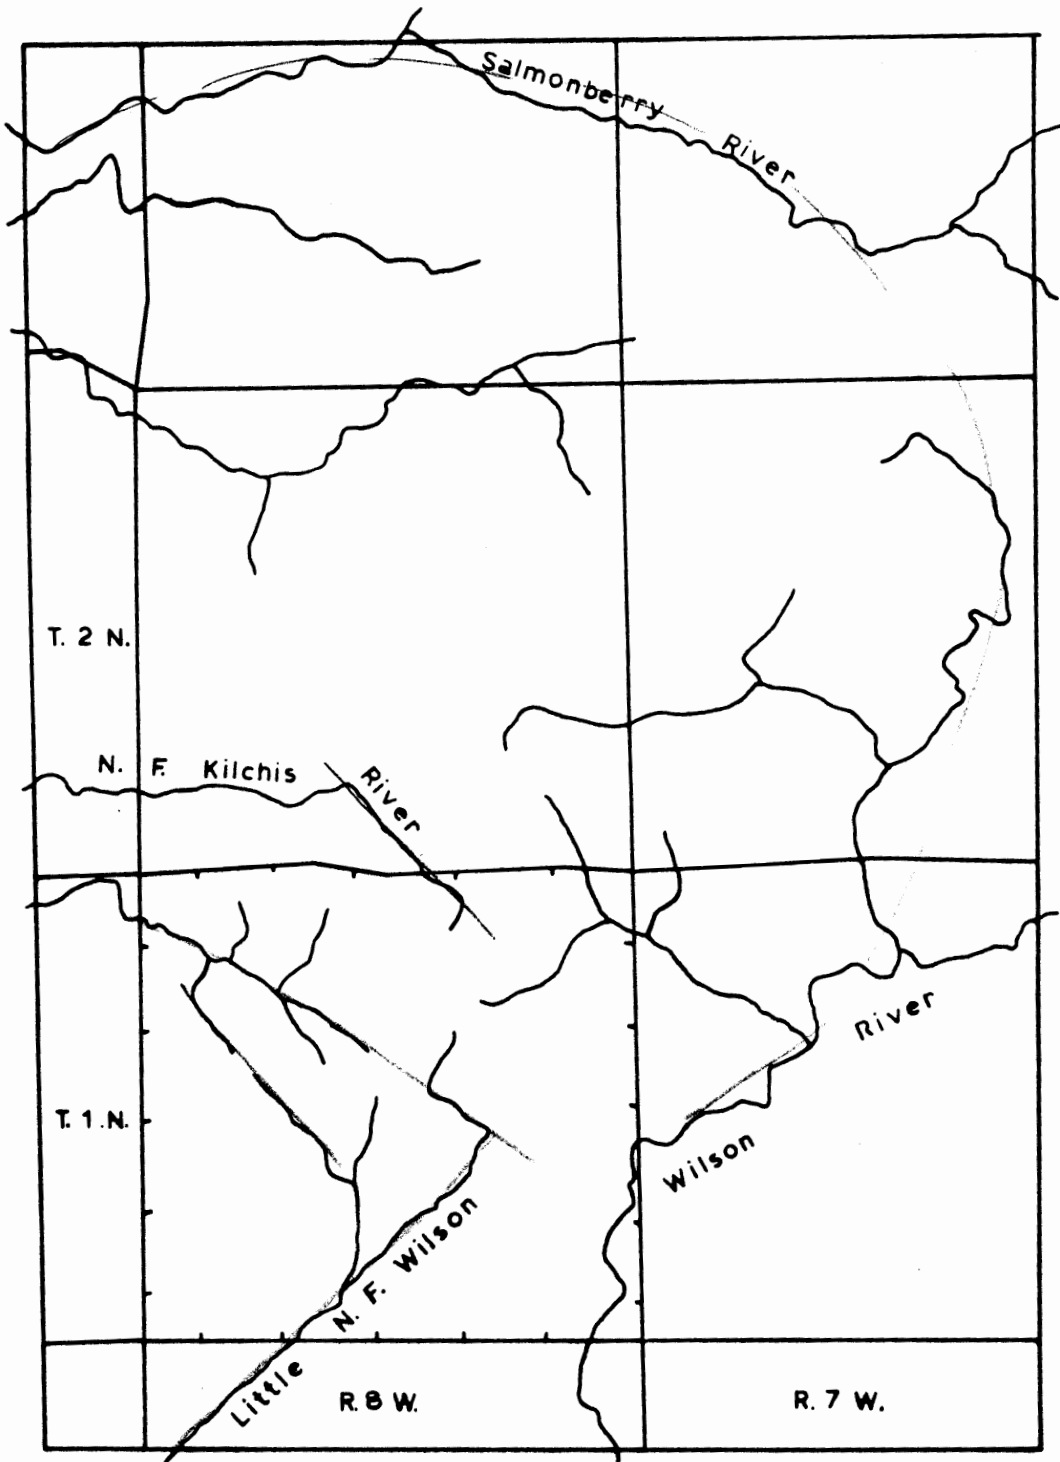 Salmonberry River
T. 2 N.
N. F. Kilchis River
T. 1 N.
Wilson River
Little N. F. Wilson
R. 8 W.
R. 7 W.